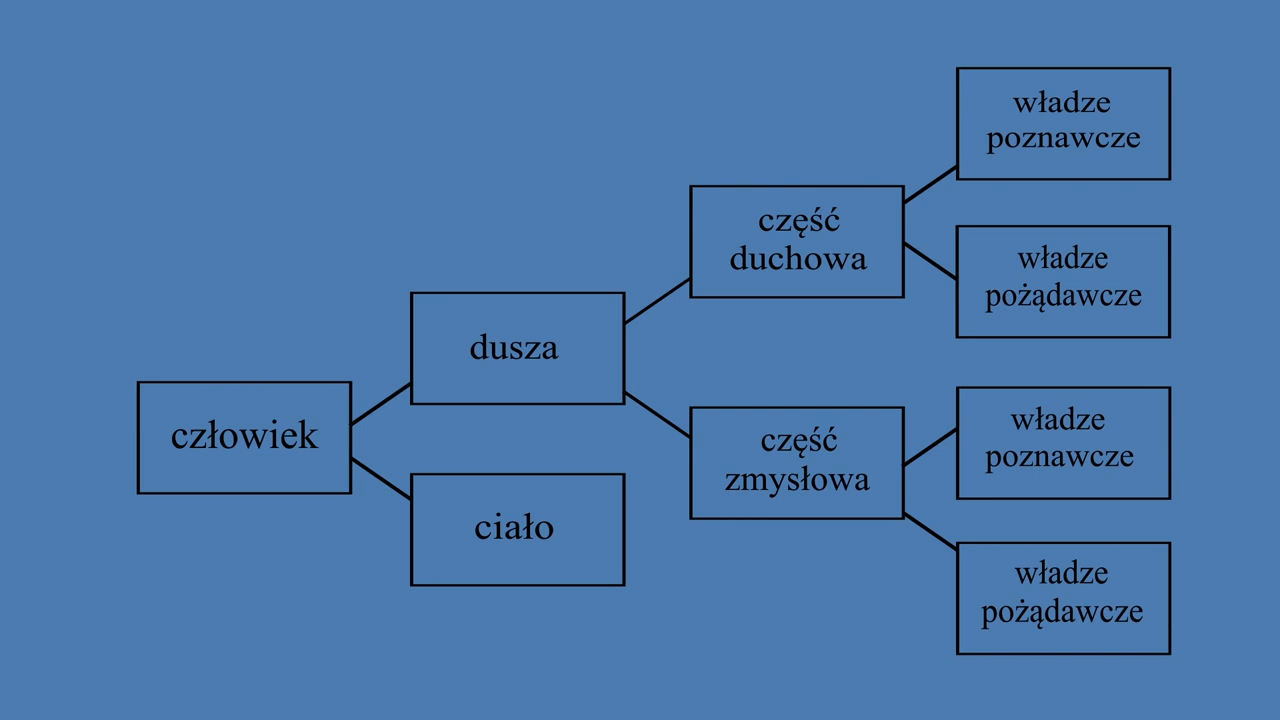 człowiek
dusza
ciało
część
duchowa
część
zmysłowa
władze
poznawcze
władze
pożądawcze
władze
poznawcze
władze
pożądawcze